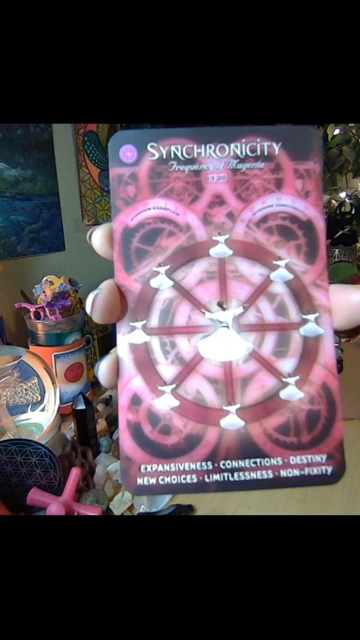 SYNCHRONICITY
Frequency of Magenta
EXPANSIVENESS · CONNECTIONS · DESTINY
NEW CHOICES · LIMITLESSNESS · NON-FIXITY